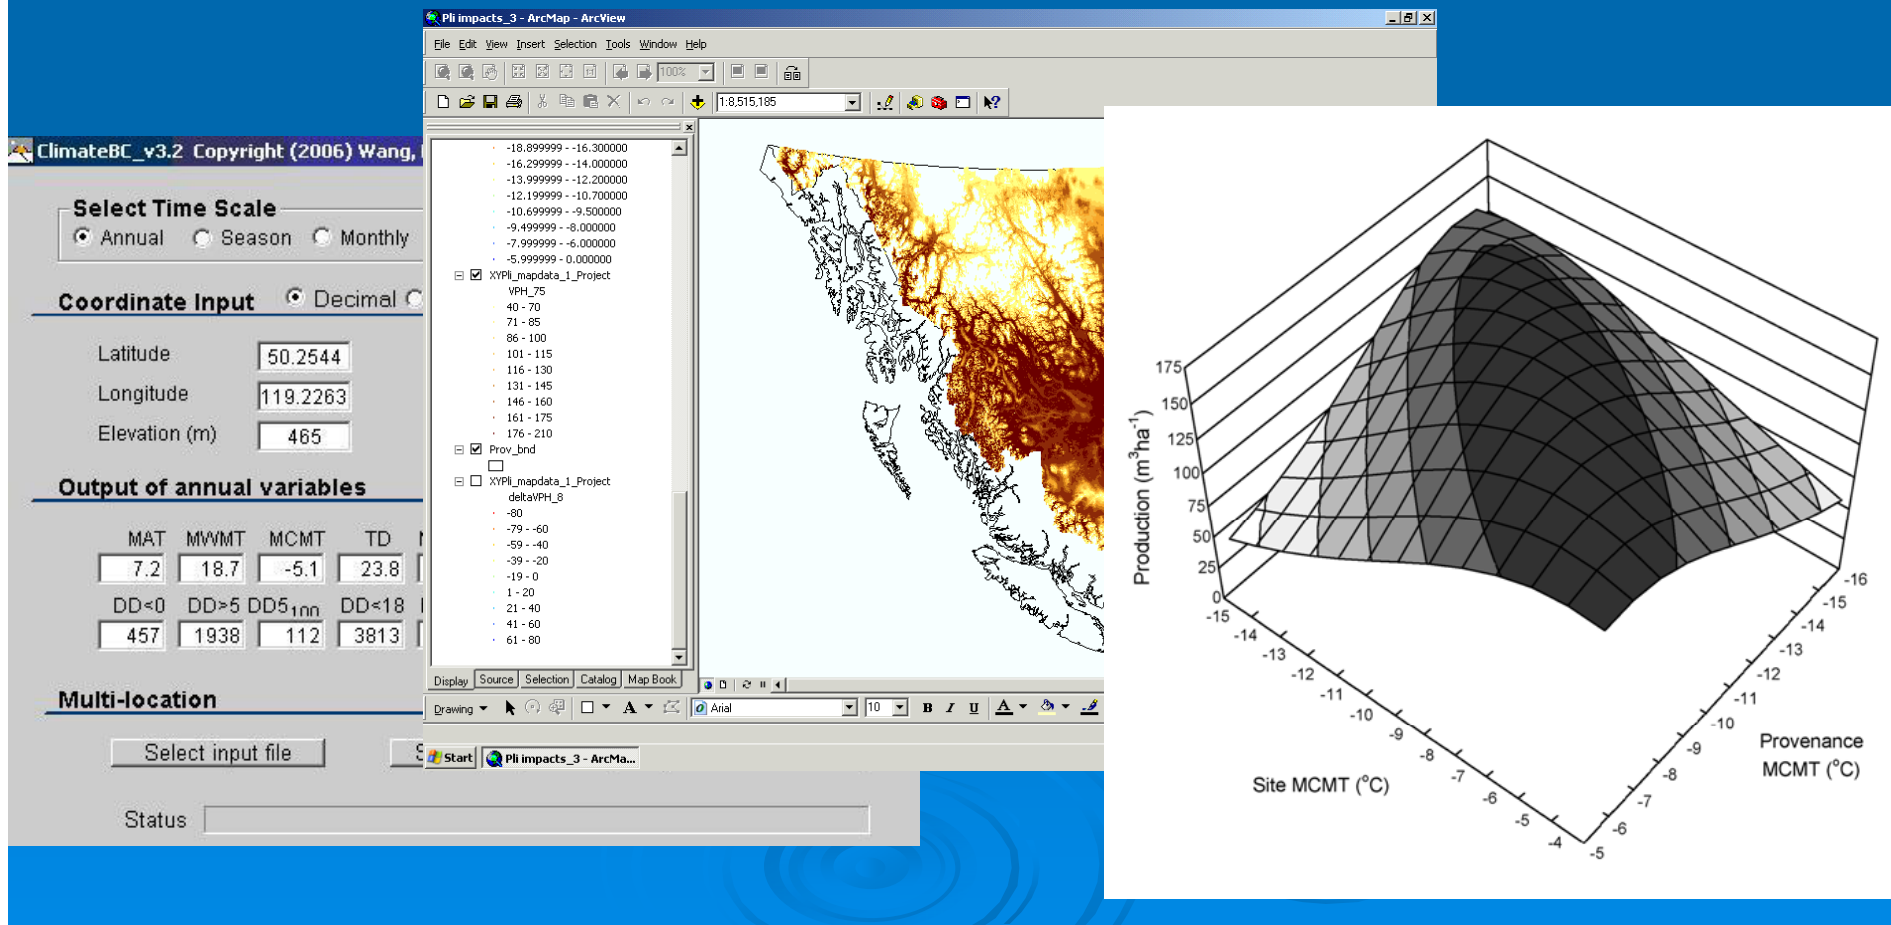 ClimateBC_v3.2 Copyright (2006) Wang,
Select Time Scale
Annual Season Monthly
Coordinate Input Decimal
Latitude 50.2544
Longitude 119.2263
Elevation (m) 465
Output of annual variables
MAT MWMT MCMT TD
7.2 18.7 -5.1 23.8
DD<0 DD>5 DD5100 DD<18
457 1938 112 3813
Multi-location
Select input file
Status
Pli impacts_3 - ArcMap - ArcView
File Edit View Insert Selection Tools Window Help
100%
1:8,515,185
-18.899999 - -16.300000
-16.299999 - -14.000000
-13.999999 - -12.200000
-12.199999 - -10.700000
-10.699999 - -9.500000
-9.499999 - -8.000000
-7.999999 - -6.000000
-5.999999 - 0.000000
XYPli_mapdata_1_Project
VPH_75
40 - 70
71 - 85
86 - 100
101 - 115
116 - 130
131 - 145
146 - 160
161 - 175
176 - 210
Prov_bnd
XYPli_mapdata_1_Project
deltaVPH_8
-80
-79 - -60
-59 - -40
-39 - -20
-19 - 0
1 - 20
21 - 40
41 - 60
61 - 80
Display Source Selection Catalog Map Book
Drawing A Arial 10 B I U A
Start Pli impacts_3 - ArcMa...
Production (m3ha-1)
175
150
125
100
75
50
25
0
-15
-14
-13
-12
-11
-10
-9
-8
-7
-6
-5
-4
Site MCMT (°C)
-16
-15
-14
-13
-12
-11
-10
-9
-8
-7
-6
-5
Provenance
MCMT (°C)